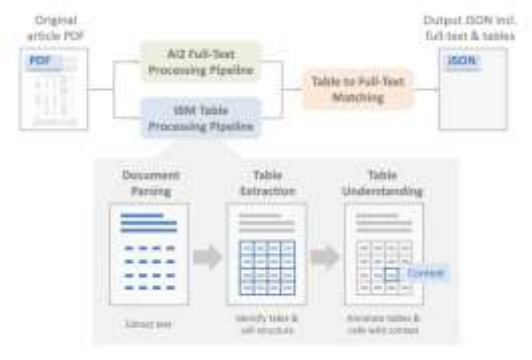 Original
article PDF
PDF
AI2 Full-Text
Processing Pipeline
IBM Table
Processing Pipeline
Table to Full-Text
Matching
Output JSON incl.
full-text & tables
JSON
Document
Parsing
Table
Extraction
Table
Understanding
Context
Extract text
Identify table &
cell structure
Annotate tables &
cells with context